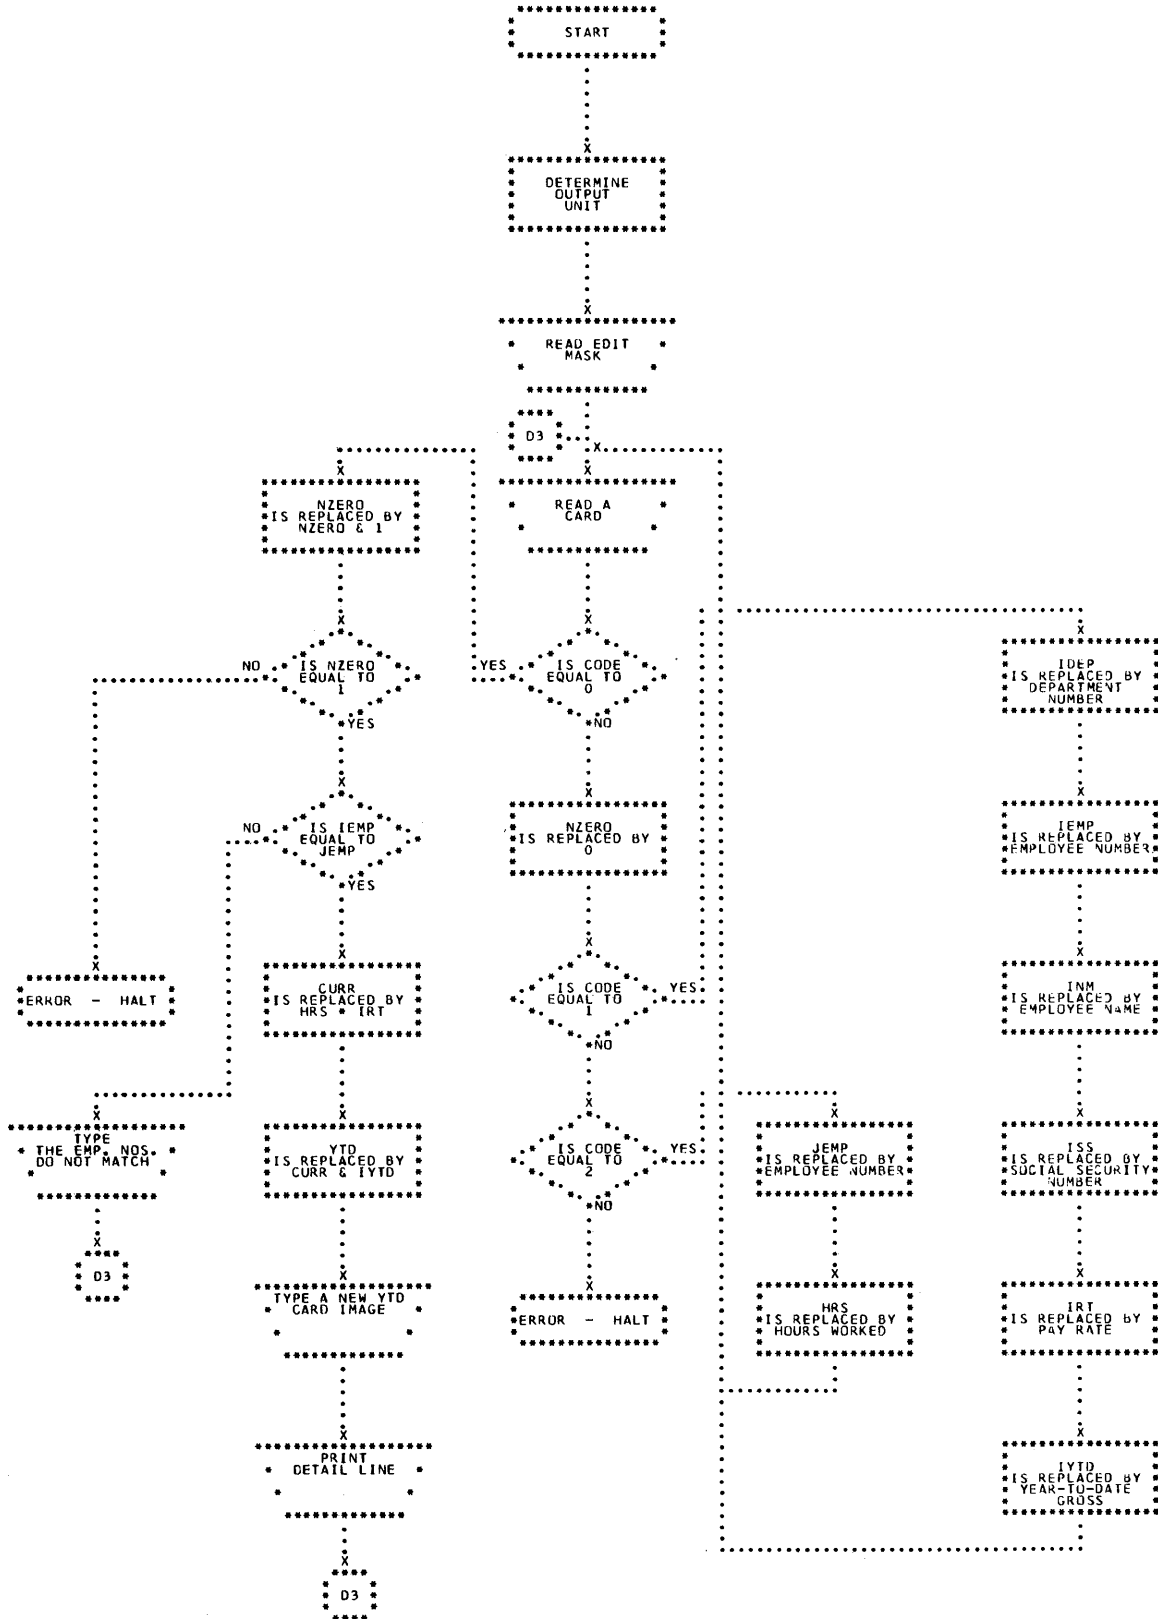 START
DETERMINE
OUTPUT
UNIT
READ EDIT
MASK
D3
READ A
CARD
NZERO
IS REPLACED BY
NZERO & 1
IS CODE
EQUAL TO
0
YES
NO
IS NZERO
EQUAL TO
1
NO
YES
IDEP
IS REPLACED BY
DEPARTMENT
NUMBER
IS IEMP
EQUAL TO
JEMP
NO
YES
NZERO
IS REPLACED BY
0
IEMP
IS REPLACED BY
EMPLOYEE NUMBER
ERROR - HALT
CURR
IS REPLACED BY
HRS * IRT
IS CODE
EQUAL TO
1
YES
NO
INM
IS REPLACED BY
EMPLOYEE NAME
TYPE
THE EMP. NOS.
DO NOT MATCH
D3
YTD
IS REPLACED BY
CURR & IYTD
IS CODE
EQUAL TO
2
YES
NO
JEMP
IS REPLACED BY
EMPLOYEE NUMBER
ISS
IS REPLACED BY
SOCIAL SECURITY
NUMBER
TYPE A NEW YTD
CARD IMAGE
ERROR - HALT
HRS
IS REPLACED BY
HOURS WORKED
IRT
IS REPLACED BY
PAY RATE
PRINT
DETAIL LINE
IYTD
IS REPLACED BY
YEAR-TO-DATE
GROSS
D3